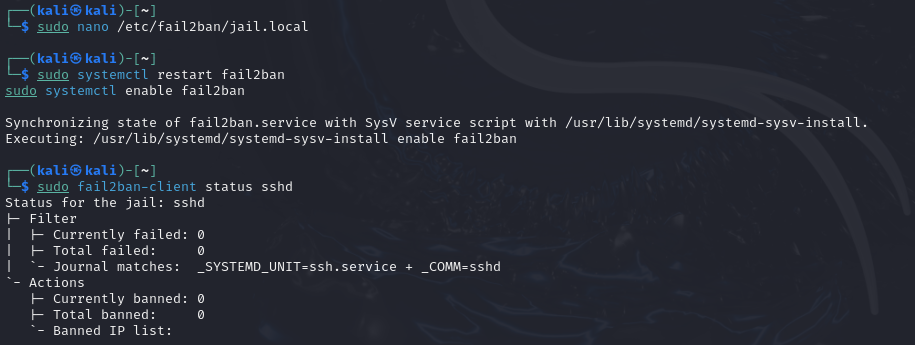 ┌──(kali㉿kali)-[~]
└─$ sudo nano /etc/fail2ban/jail.local
┌──(kali㉿kali)-[~]
└─$ sudo systemctl restart fail2ban
sudo systemctl enable fail2ban
Synchronizing state of fail2ban.service with SysV service script with /usr/lib/systemd/systemd-sysv-install.
Executing: /usr/lib/systemd/systemd-sysv-install enable fail2ban
┌──(kali㉿kali)-[~]
└─$ sudo fail2ban-client status sshd
Status for the jail: sshd
|- Filter
|  |- Currently failed: 0
|  |- Total failed:     0
|  `- Journal matches:  _SYSTEMD_UNIT=ssh.service + _COMM=sshd
`- Actions
   |- Currently banned: 0
   |- Total banned:     0
   `- Banned IP list: